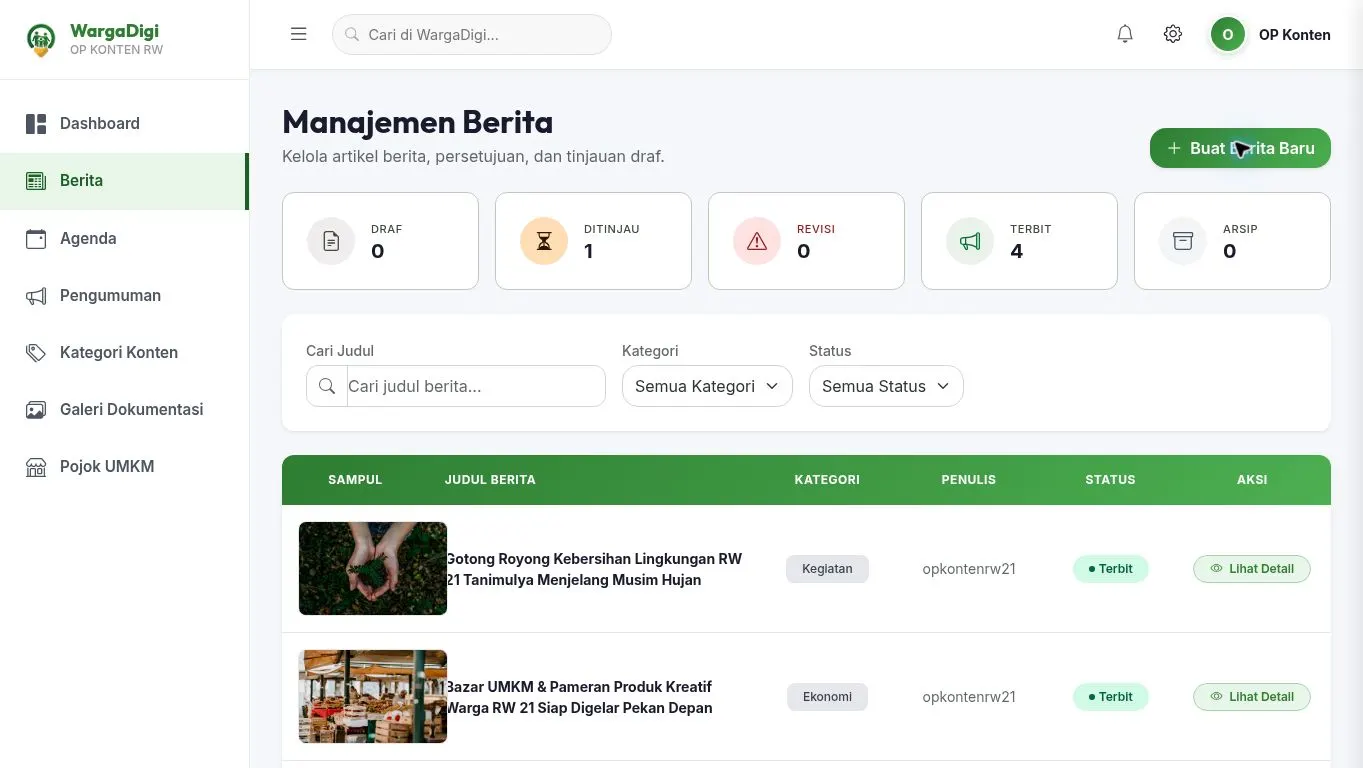 WargaDigi
OP KONTEN RW
Cari di WargaDigi...
O
OP Konten
Dashboard
Berita
Agenda
Pengumuman
Kategori Konten
Galeri Dokumentasi
Pojok UMKM
Manajemen Berita
Kelola artikel berita, persetujuan, dan tinjauan draf.
Buat Berita Baru
DRAF
0
DITINJAU
1
REVISI
0
TERBIT
4
ARSIP
0
Cari Judul
Cari judul berita...
Kategori
Semua Kategori
Status
Semua Status
SAMPUL JUDUL BERITA KATEGORI PENULIS STATUS AKSI
Gotong Royong Kebersihan Lingkungan RW
21 Tanimulya Menjelang Musim Hujan
Kegiatan
opkontenrw21
Terbit
Lihat Detail
Bazar UMKM & Pameran Produk Kreatif
Warga RW 21 Siap Digelar Pekan Depan
Ekonomi
opkontenrw21
Terbit
Lihat Detail